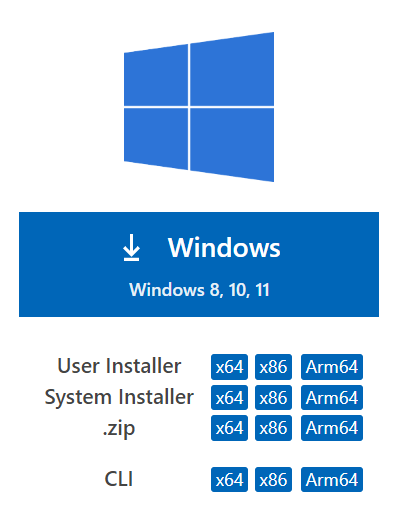 Windows
Windows 8, 10, 11
User Installer x64 x86 Arm64
System Installer x64 x86 Arm64
.zip x64 x86 Arm64
CLI x64 x86 Arm64